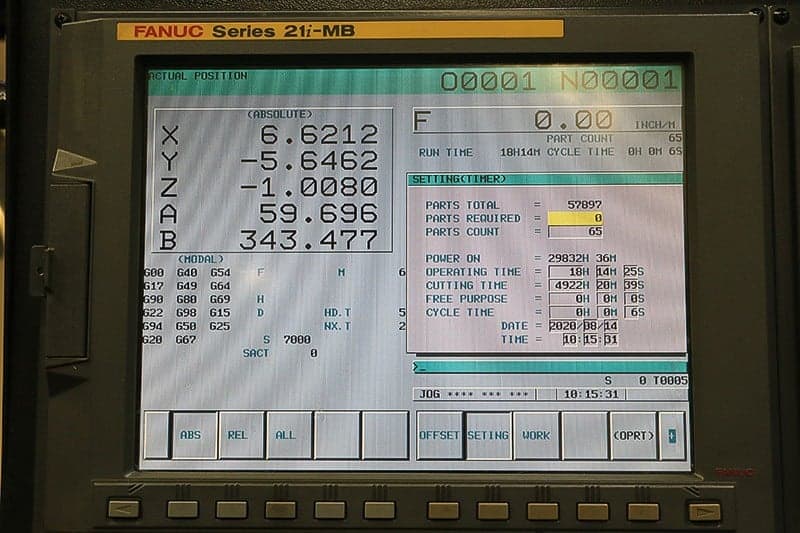 FANUC Series 21i-MB
ACTUAL POSITION O0001 N00001
(ABSOLUTE)
X 6.6212
Y -5.6462
Z -1.0080
A 59.696
B 343.477
(MODAL)
G00 G40 G54 F M 6
G17 G49 G64
G90 G80 G69 H
G22 G98 G15 D HD.T 5
G94 G50 G25 NX.T 2
G20 G67 S 7000
SACT 0
F 0.00 INCH/M
PART COUNT 65
RUN TIME 18H14M CYCLE TIME 0H 0M 6S
SETTING(TIMER)
PARTS TOTAL = 57897
PARTS REQUIRED = 0
PARTS COUNT = 65
POWER ON = 29832H 36M
OPERATING TIME = 18H 14M 25S
CUTTING TIME = 4922H 20M 39S
FREE PURPOSE = 0H 0M 0S
CYCLE TIME = 0H 0M 6S
DATE = 2020/08/14
TIME = 10:15:31
>_
S 0 T0005
JOG **** *** *** 10:15:31
ABS REL ALL OFFSET SETING WORK (OPRT) +
FANUC